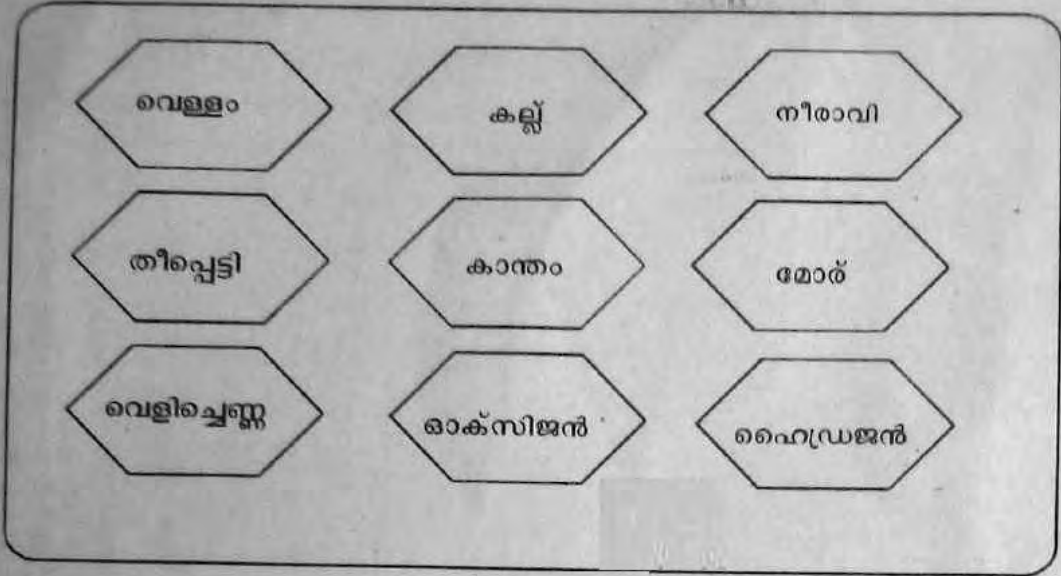 വെള്ളം
കല്ല്
നീരാവി
തീപ്പെട്ടി
കാന്തം
മോര്
വെളിച്ചെണ്ണ
ഓക്സിജൻ
ഹൈഡ്രജൻ